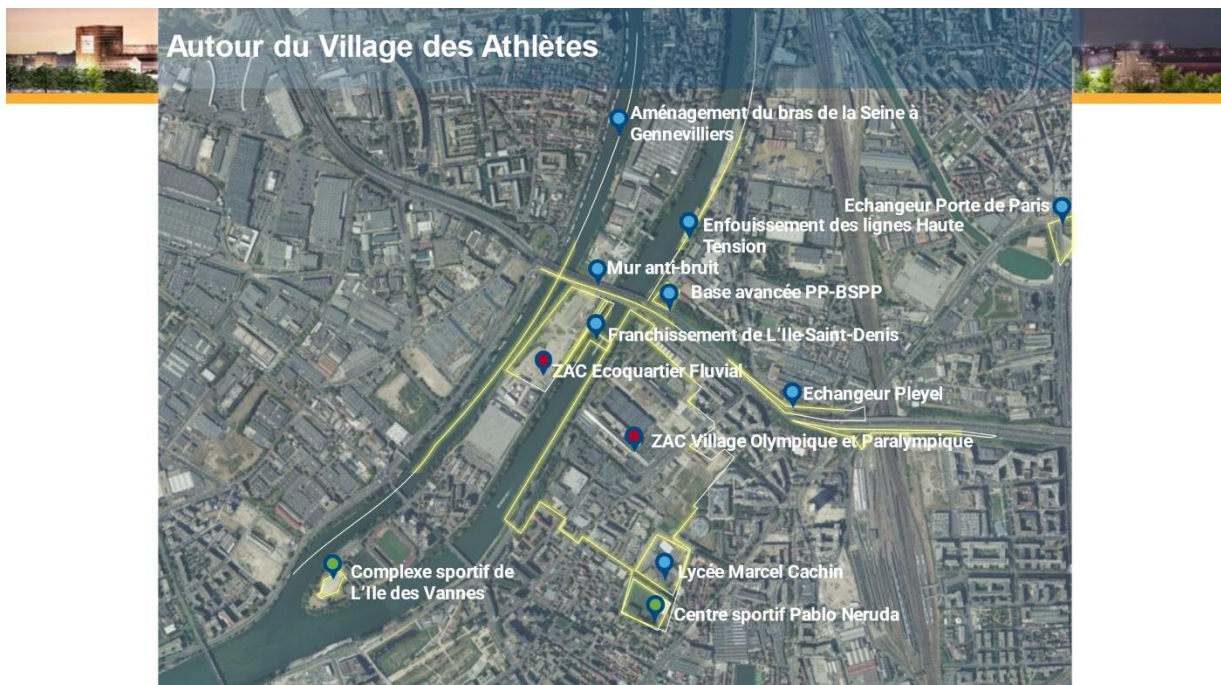 Autour du Village des Athlètes
Aménagement du bras de la Seine à
Gennevilliers
Echangeur Porte de Paris
Enfouissement des lignes Haute
Tension
Mur anti-bruit
Base avancée PP-BSPP
Franchissement de L'Ile-Saint-Denis
ZAC Ecoquartier Fluvial
Echangeur Pleyel
ZAC Village Olympique et Paralympique
Complexe sportif de
L'Ile des Vannes
Lycée Marcel Cachin
Centre sportif Pablo Neruda